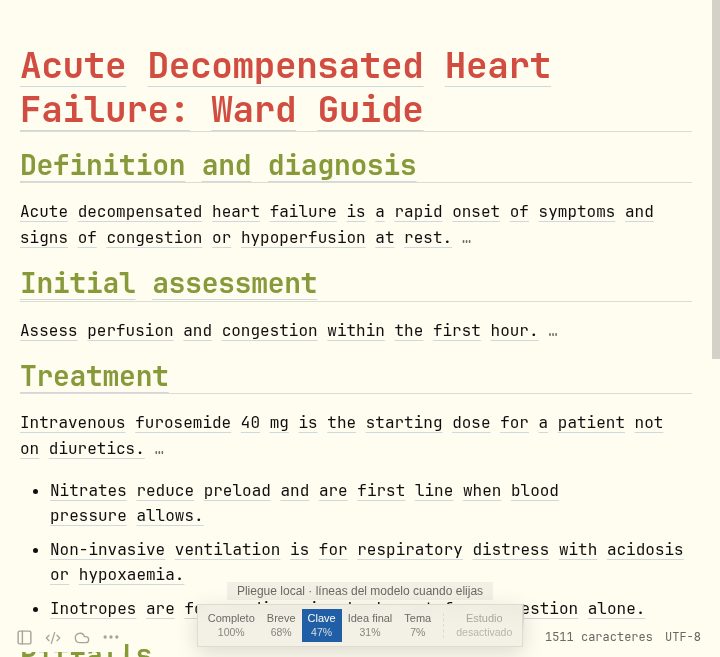 Acute Decompensated Heart
Failure: Ward Guide
Definition and diagnosis
Acute decompensated heart failure is a rapid onset of symptoms and
signs of congestion or hypoperfusion at rest. …
Initial assessment
Assess perfusion and congestion within the first hour. …
Treatment
Intravenous furosemide 40 mg is the starting dose for a patient not
on diuretics. …
• Nitrates reduce preload and are first line when blood
pressure allows.
• Non-invasive ventilation is for respiratory distress with acidosis
or hypoxaemia.
• Inotropes are alone.
Pliegue local · líneas del modelo cuando elijas
Completo Breve Clave Idea final Tema Estudio
100% 68% 47% 31% 7% desactivado
1511 caracteres UTF-8